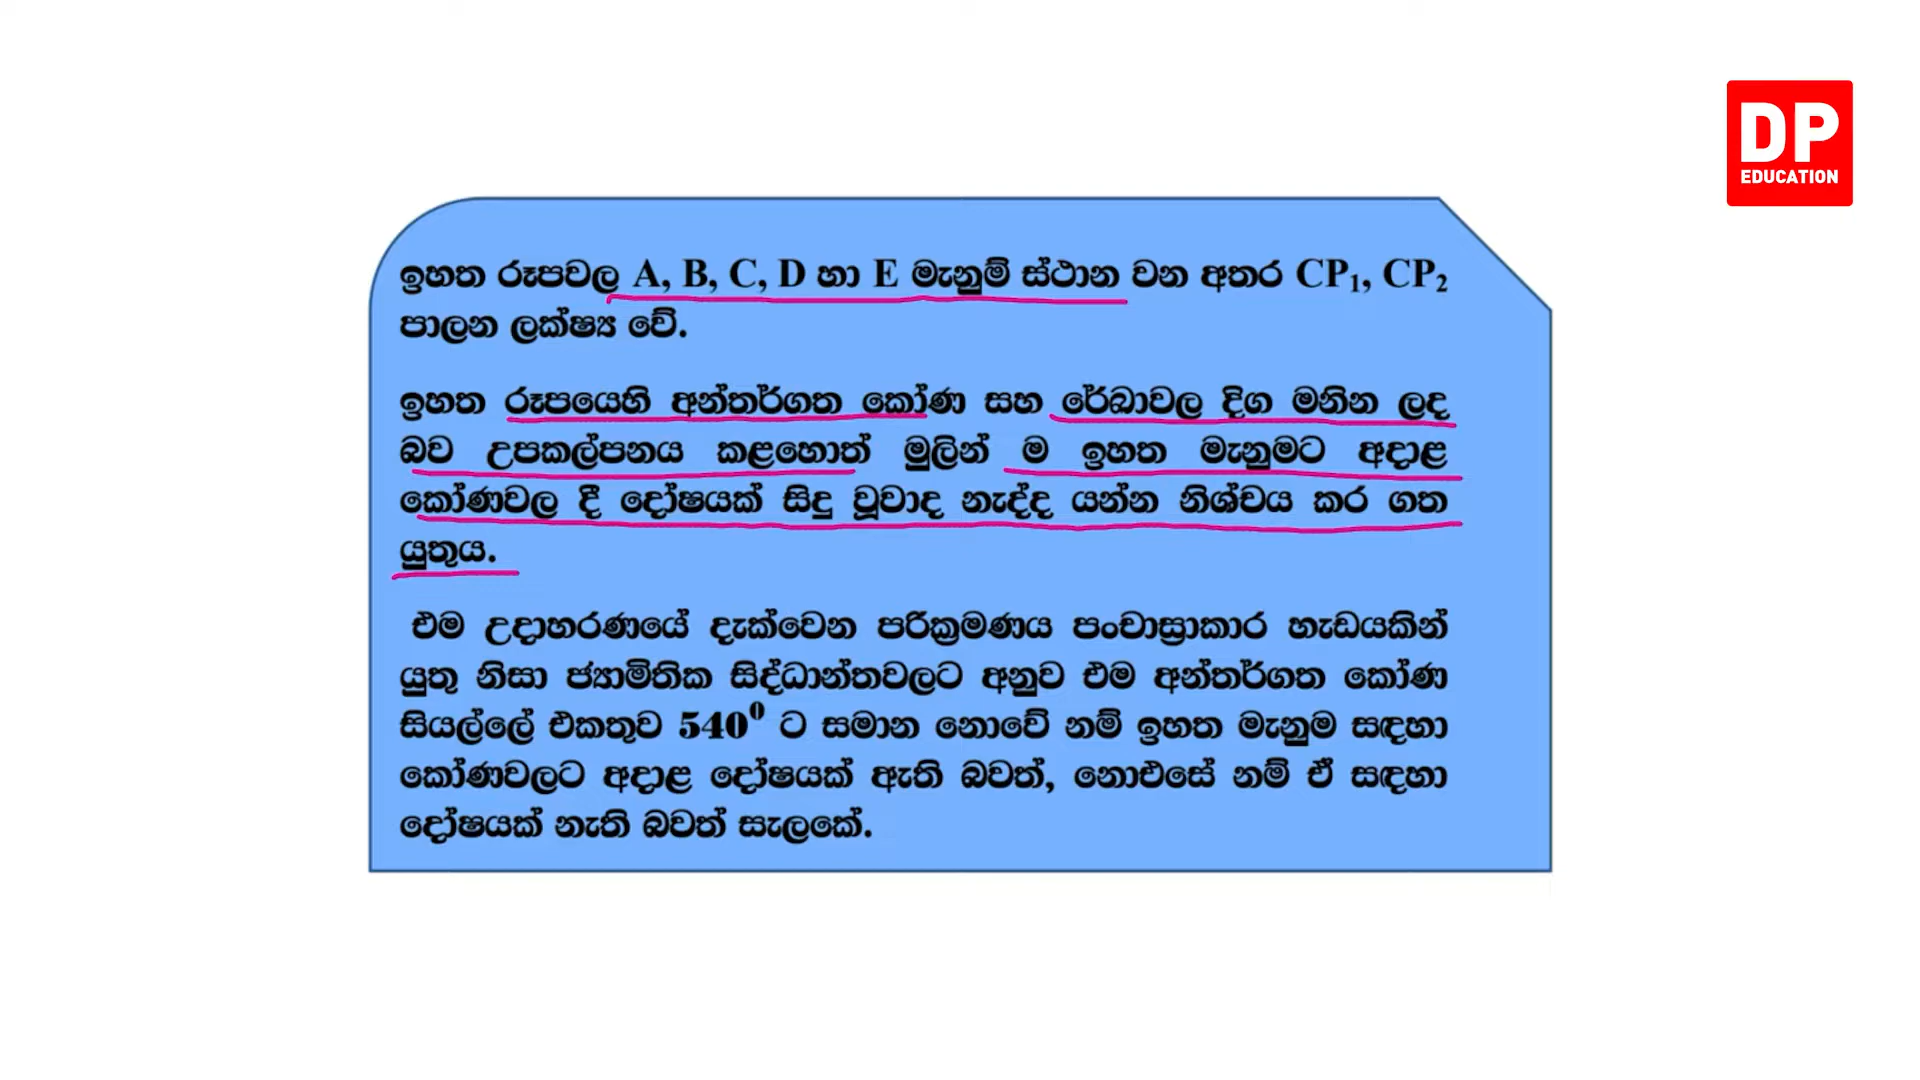 DP
EDUCATION
ඉහත රූපවල A, B, C, D හා E මැනුම් ස්ථාන වන අතර CP₁, CP₂
පාලන ලක්ෂ්‍ය වේ.
ඉහත රූපයෙහි අන්තර්ගත කෝණ සහ රේඛාවල දිග මනින ලද
බව උපකල්පනය කළහොත් මුලින් ම ඉහත මැනුමට අදාළ
කෝණවල දී දෝෂයක් සිදු වූවාද නැද්ද යන්න නිශ්චය කර ගත
යුතුය.
එම උදාහරණයේ දැක්වෙන පරික්‍රමණය පංචාස්‍රාකාර හැඩයකින්
යුතු නිසා ජ්‍යාමිතික සිද්ධාන්තවලට අනුව එම අන්තර්ගත කෝණ
සියල්ලේ එකතුව 540⁰ ට සමාන නොවේ නම් ඉහත මැනුම සඳහා
කෝණවලට අදාළ දෝෂයක් ඇති බවත්, නොඑසේ නම් ඒ සඳහා
දෝෂයක් නැති බවත් සැලකේ.